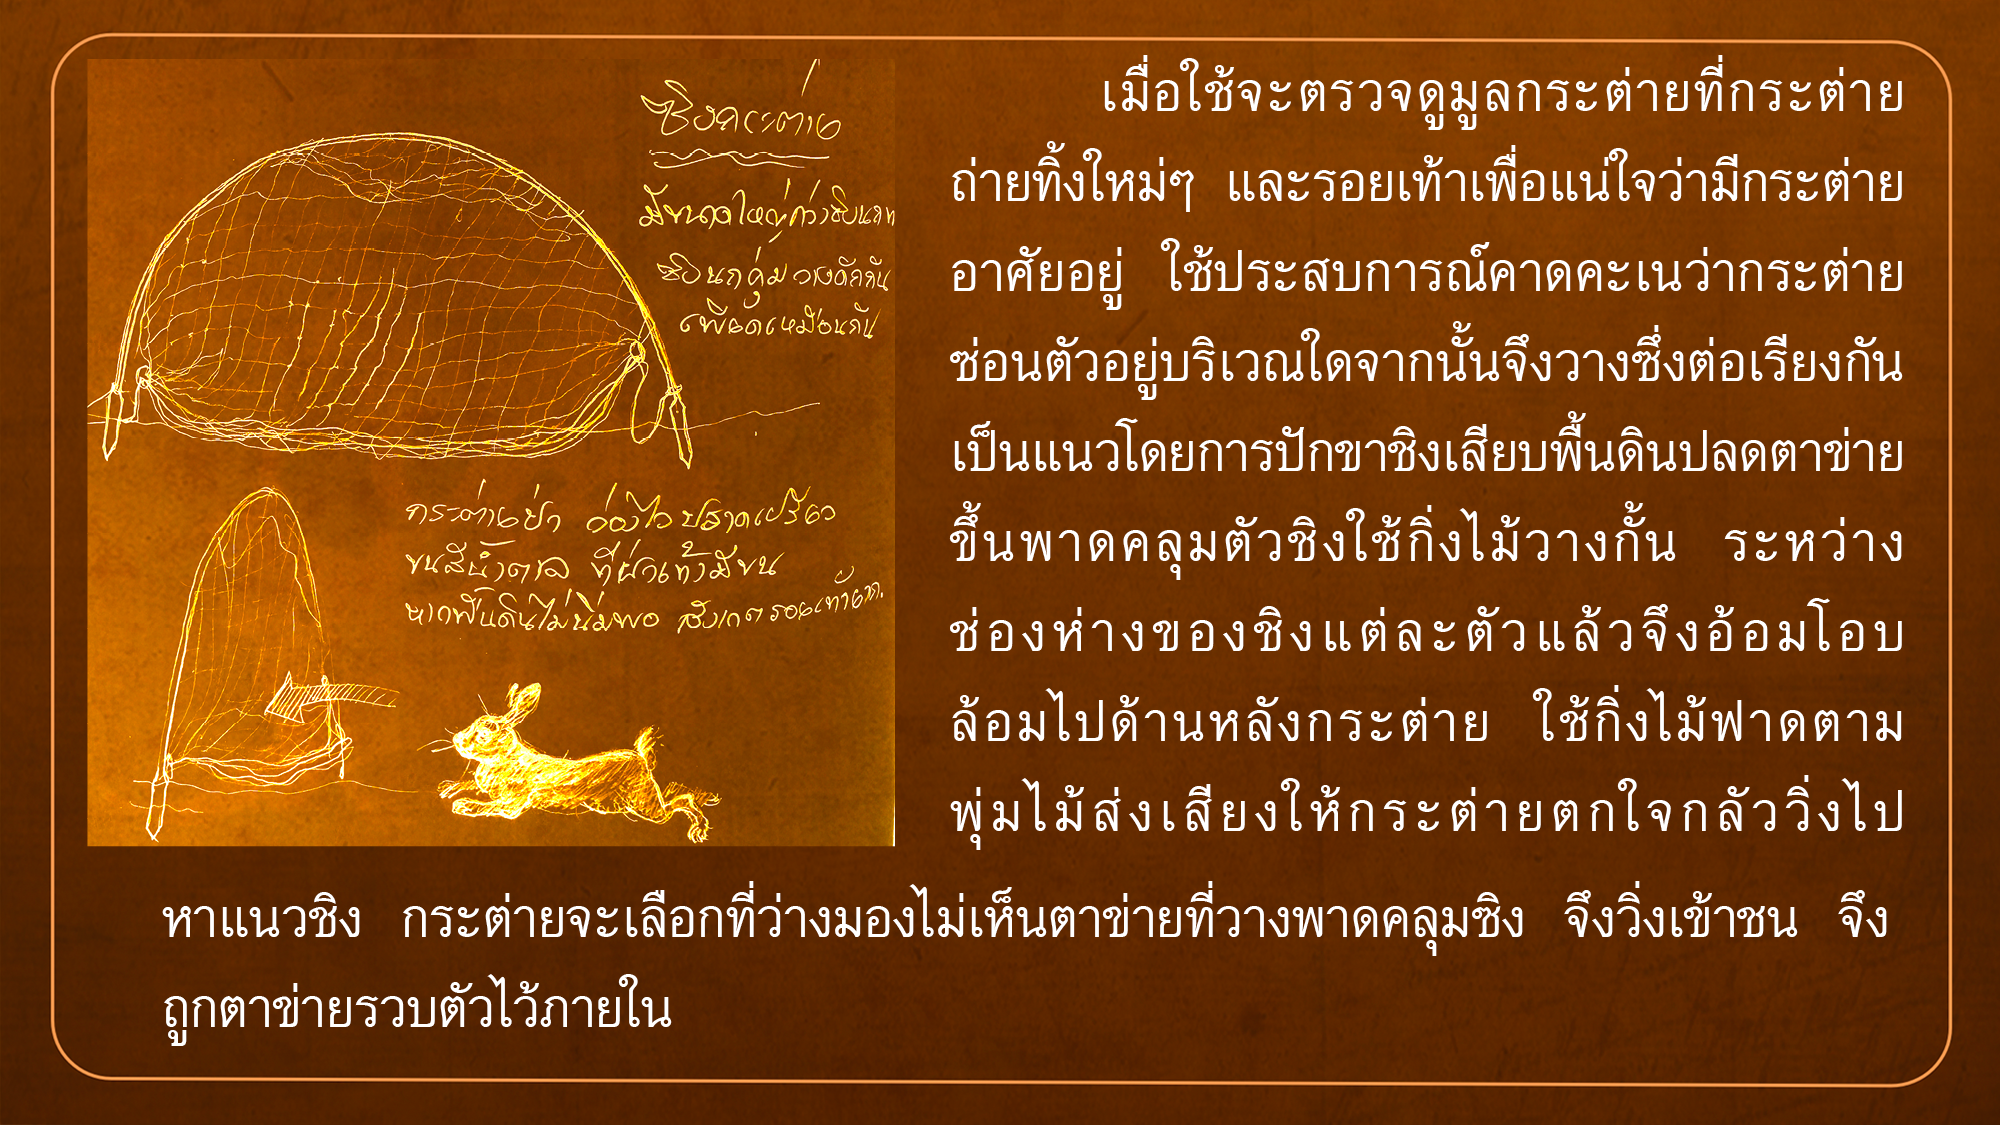 ซิงกระต่าย
มีขนาดใหญ่กว่าซิงนก
ซิงนกคุ่ม วางดักกัน
เพียงดเหมือนกัน
กระต่ายป่า ว่องไว ปราดเปรียว
ขนสีน้ำตาล ที่ฝ่าเท้ามีขน
หากพื้นดินไม่นิ่มพอ สังเกตรอยเท้ายาก.
เมื่อใช้จะตรวจดูมูลกระต่ายที่กระต่าย
ถ่ายทิ้งใหม่ๆ และรอยเท้าเพื่อแน่ใจว่ามีกระต่าย
อาศัยอยู่ ใช้ประสบการณ์คาดคะเนว่ากระต่าย
ซ่อนตัวอยู่บริเวณใดจากนั้นจึงวางซึ่งต่อเรียงกัน
เป็นแนวโดยการปักขาชิงเสียบพื้นดินปลดตาข่าย
ขึ้นพาดคลุมตัวชิงใช้กิ่งไม้วางกั้น ระหว่าง
ช่องห่างของชิงแต่ละตัวแล้วจึงอ้อมโอบ
ล้อมไปด้านหลังกระต่าย ใช้กิ่งไม้ฟาดตาม
พุ่มไม้ส่งเสียงให้กระต่ายตกใจกลัววิ่งไป
หาแนวชิง กระต่ายจะเลือกที่ว่างมองไม่เห็นตาข่ายที่วางพาดคลุมซิง จึงวิ่งเข้าชน จึง
ถูกตาข่ายรวบตัวไว้ภายใน